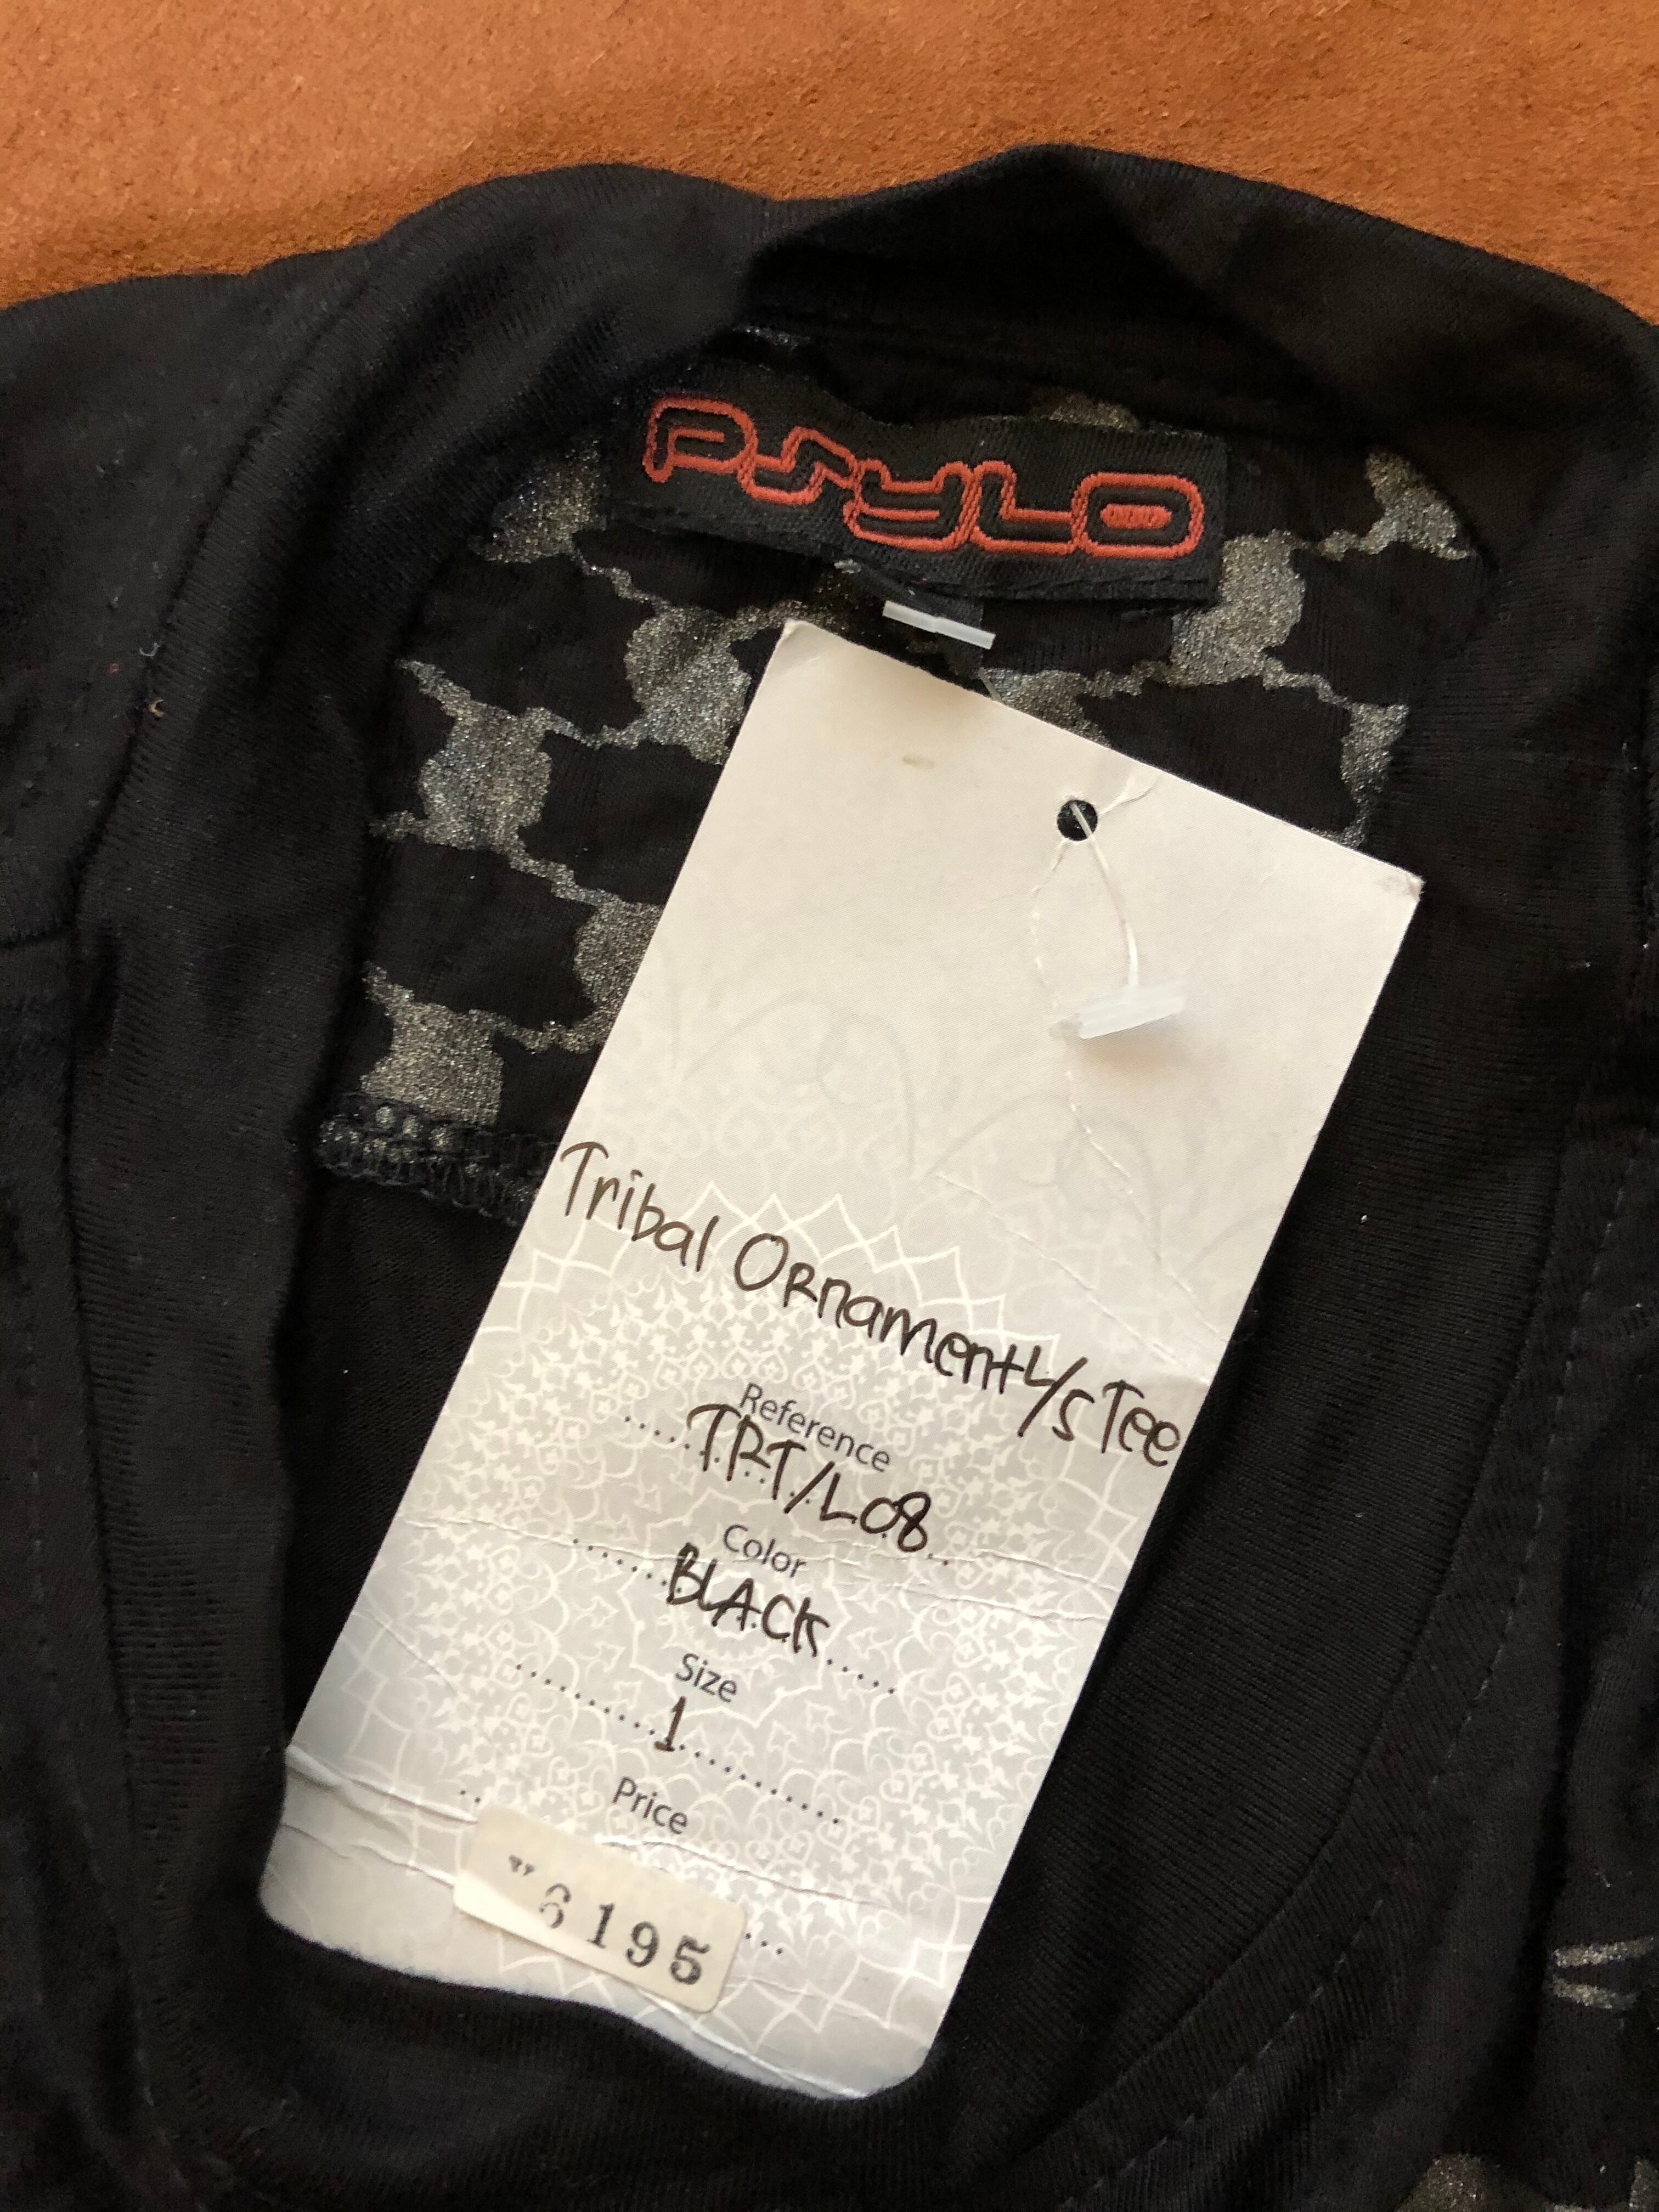 PSYLO
Tribal Ornament L/s Tee
Reference
TRT/L08
Color
BLACK
Size
1
Price
6195